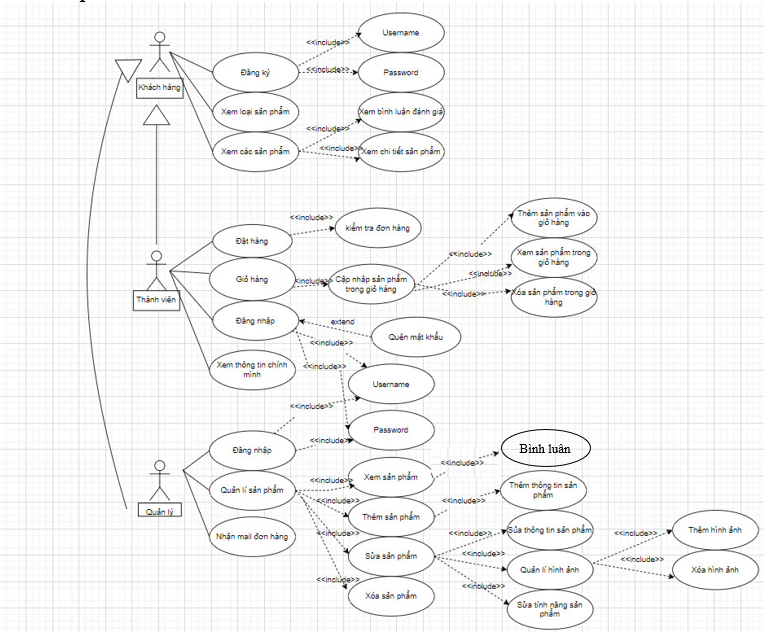 Username
<<include>>
Đăng ký
<<include>>
Password
Khách hàng
Xem loại sản phẩm
Xem bình luận đánh giá
<<include>>
Xem các sản phẩm
<<include>>
Xem chi tiết sản phẩm
<<include>>
kiểm tra đơn hàng
Thêm sản phẩm vào
giỏ hàng
Đặt hàng
<<include>>
Xem sản phẩm trong
giỏ hàng
Giỏ hàng
<<include>>
Cập nhập sản phẩm
trong giỏ hàng
<<include>>
<<include>>
Xóa sản phẩm trong giỏ
hàng
Thành viên
Đăng nhập
extend
Quên mật khẩu
<<include>>
Xem thông tin chính
mình
<<include>>
Username
<<include>>
Password
Đăng nhập
<<include>>
Bình luân
<<include>>
Quản lý
Quản lí sản phẩm
<<include>>
Xem sản phẩm
Thêm thông tin sản
phẩm
<<include>>
<<include>>
Thêm sản phẩm
Nhận mail đơn hàng
<<include>>
<<include>>
Sửa thông tin sản phẩm
<<include>>
Thêm hình ảnh
Sửa sản phẩm
<<include>>
Quản lí hình ảnh
<<include>>
Xóa hình ảnh
<<include>>
Xóa sản phẩm
<<include>>
Sửa tính năng sản
phẩm